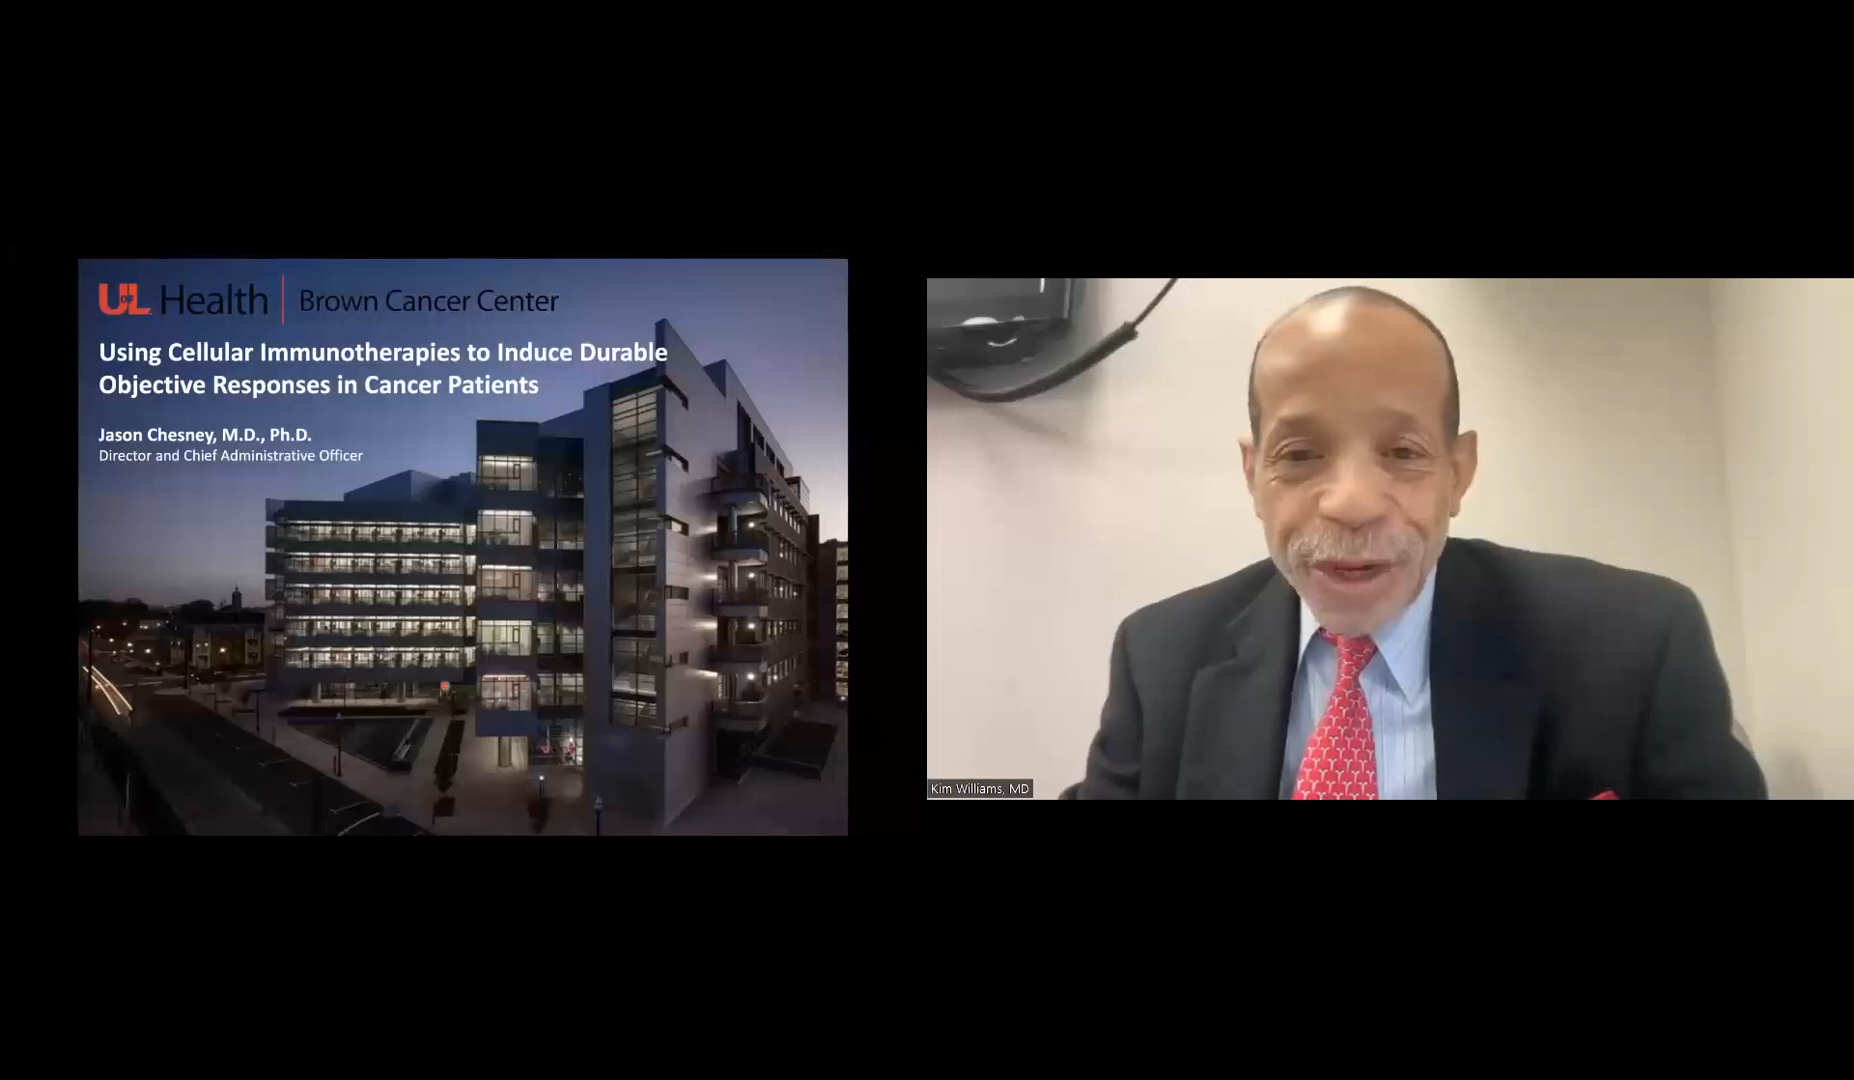 UofL Health | Brown Cancer Center
Using Cellular Immunotherapies to Induce Durable
Objective Responses in Cancer Patients
Jason Chesney, M.D., Ph.D.
Director and Chief Administrative Officer
Kim Williams, MD